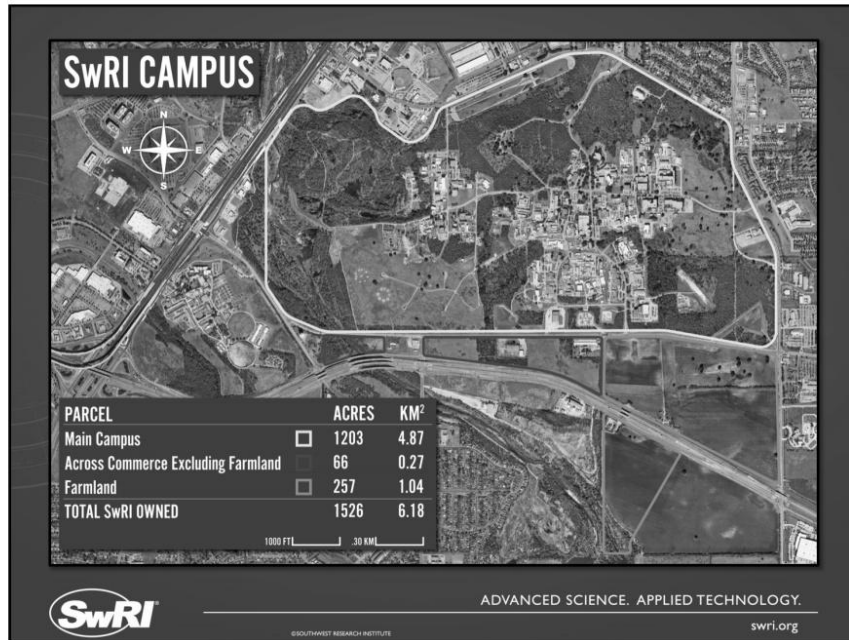 SwRI CAMPUS
N
W E
S
PARCEL ACRES KM²
Main Campus 1203 4.87
Across Commerce Excluding Farmland 66 0.27
Farmland 257 1.04
TOTAL SwRI OWNED 1526 6.18
1000 FT .30 KM
SwRI
ADVANCED SCIENCE. APPLIED TECHNOLOGY.
©SOUTHWEST RESEARCH INSTITUTE
swri.org